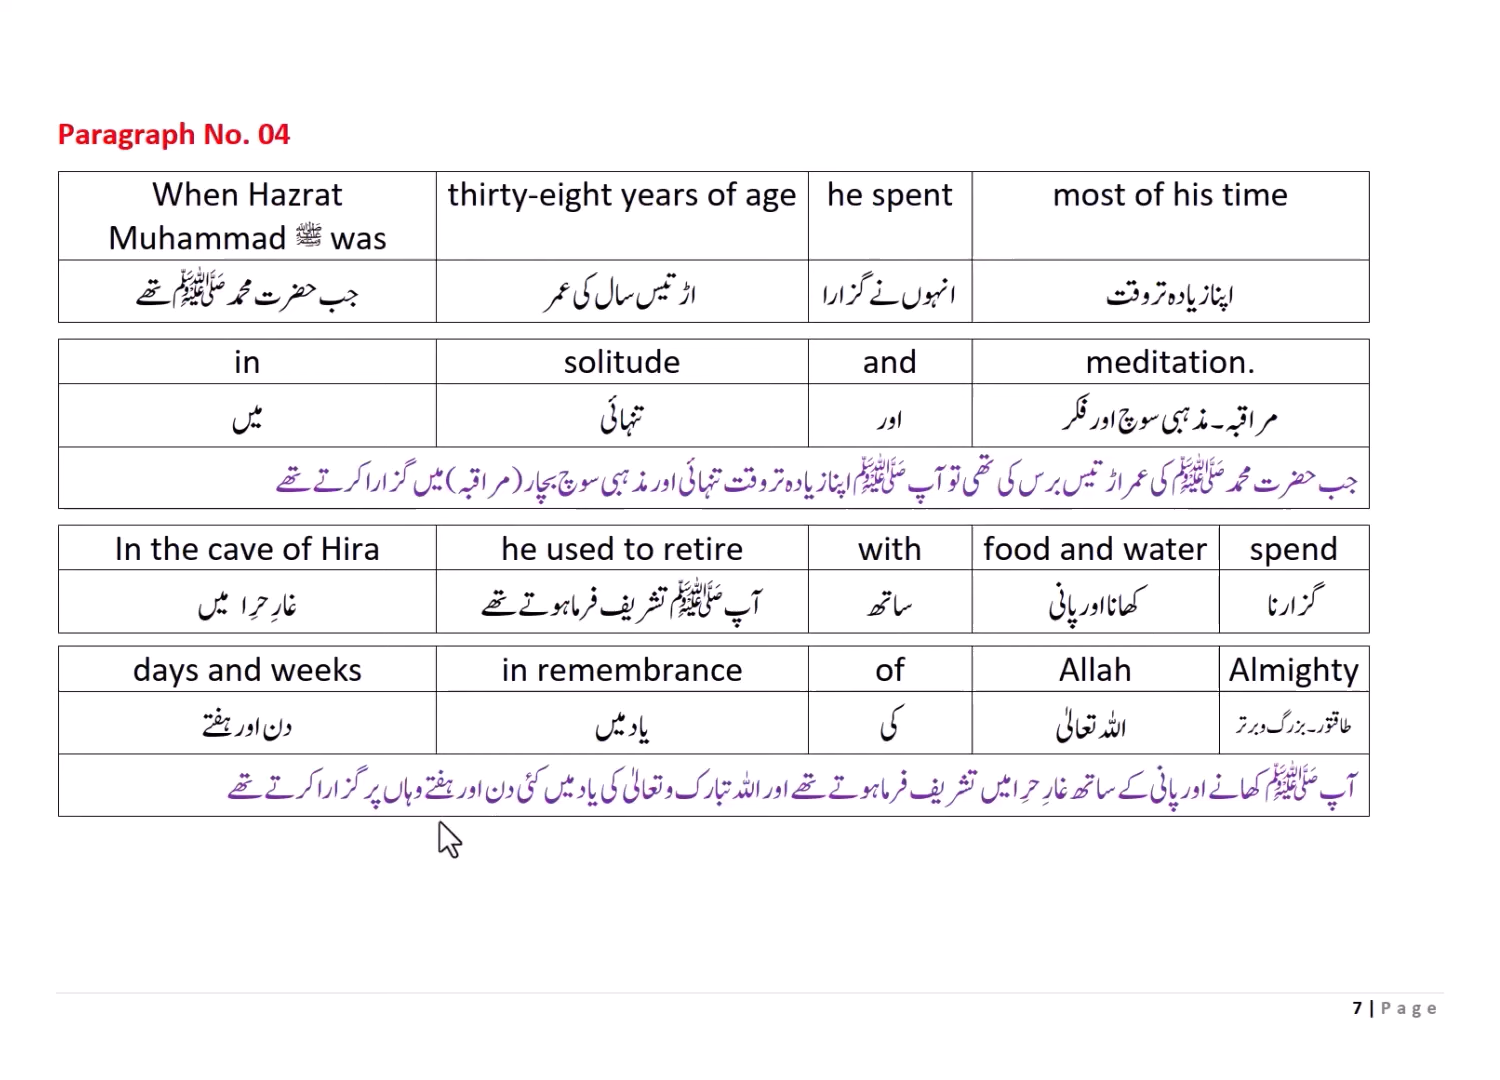 Paragraph No. 04
When Hazrat Muhammad ﷺ was thirty-eight years of age he spent most of his time
جب حضرت محمد ﷺ تھے اڑتیس سال کی عمر انہوں نے گزارا اپنا زیادہ تر وقت
in solitude and meditation.
میں تنہائی اور مراقبہ۔ مذہبی سوچ اور فکر
جب حضرت محمد ﷺ کی عمر اڑتیس برس کی تھی تو آپ ﷺ اپنا زیادہ تر وقت تنہائی اور مذہبی سوچ بچار (مراقبہ) میں گزارا کرتے تھے
In the cave of Hira he used to retire with food and water spend
غارِ حرِا میں آپ ﷺ تشریف فرما ہوتے تھے ساتھ کھانا اور پانی گزارنا
days and weeks in remembrance of Allah Almighty
دن اور ہفتے یاد میں کی اللہ تعالیٰ طاقتور۔ بزرگ و برتر
آپ ﷺ کھانے اور پانی کے ساتھ غارِ حرِا میں تشریف فرما ہوتے تھے اور اللہ تبارک و تعالیٰ کی یاد میں کئی دن اور ہفتے وہاں پر گزارا کرتے تھے
7 | Page